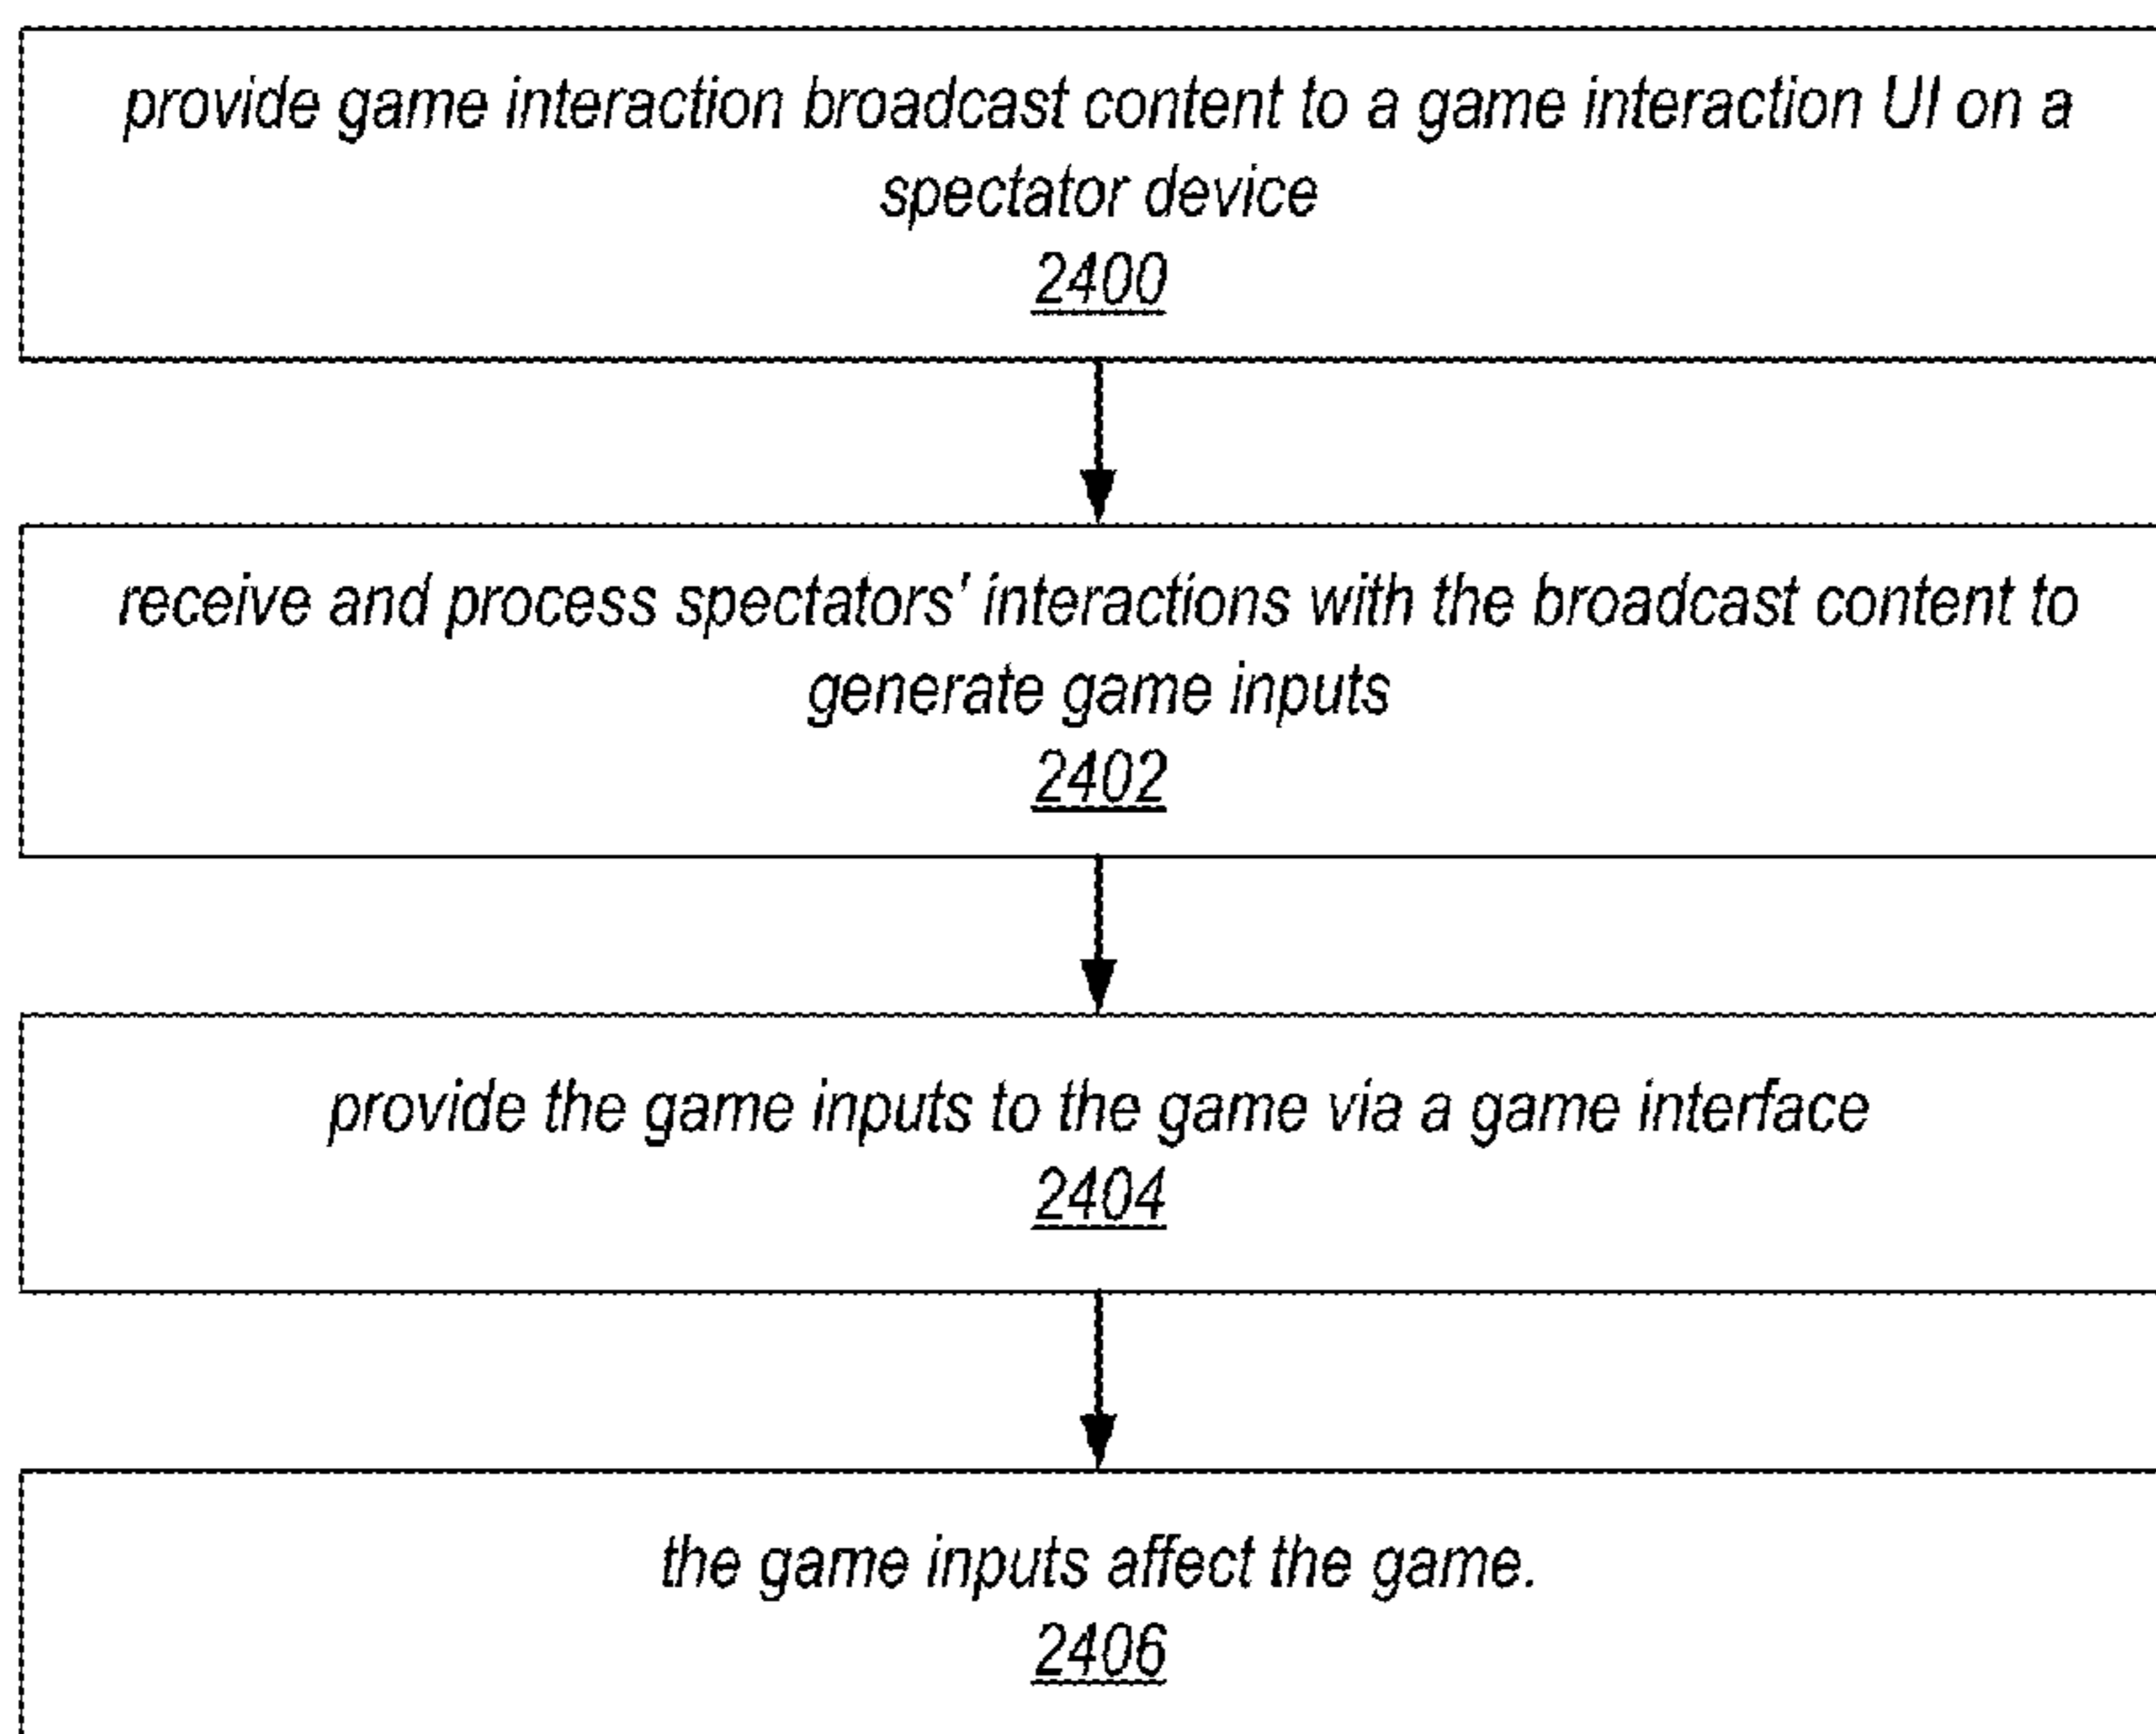 provide game interaction broadcast content to a game interaction UI on a
spectator device
2400
receive and process spectators' interactions with the broadcast content to
generate game inputs
2402
provide the game inputs to the game via a game interface
2404
the game inputs affect the game.
2406